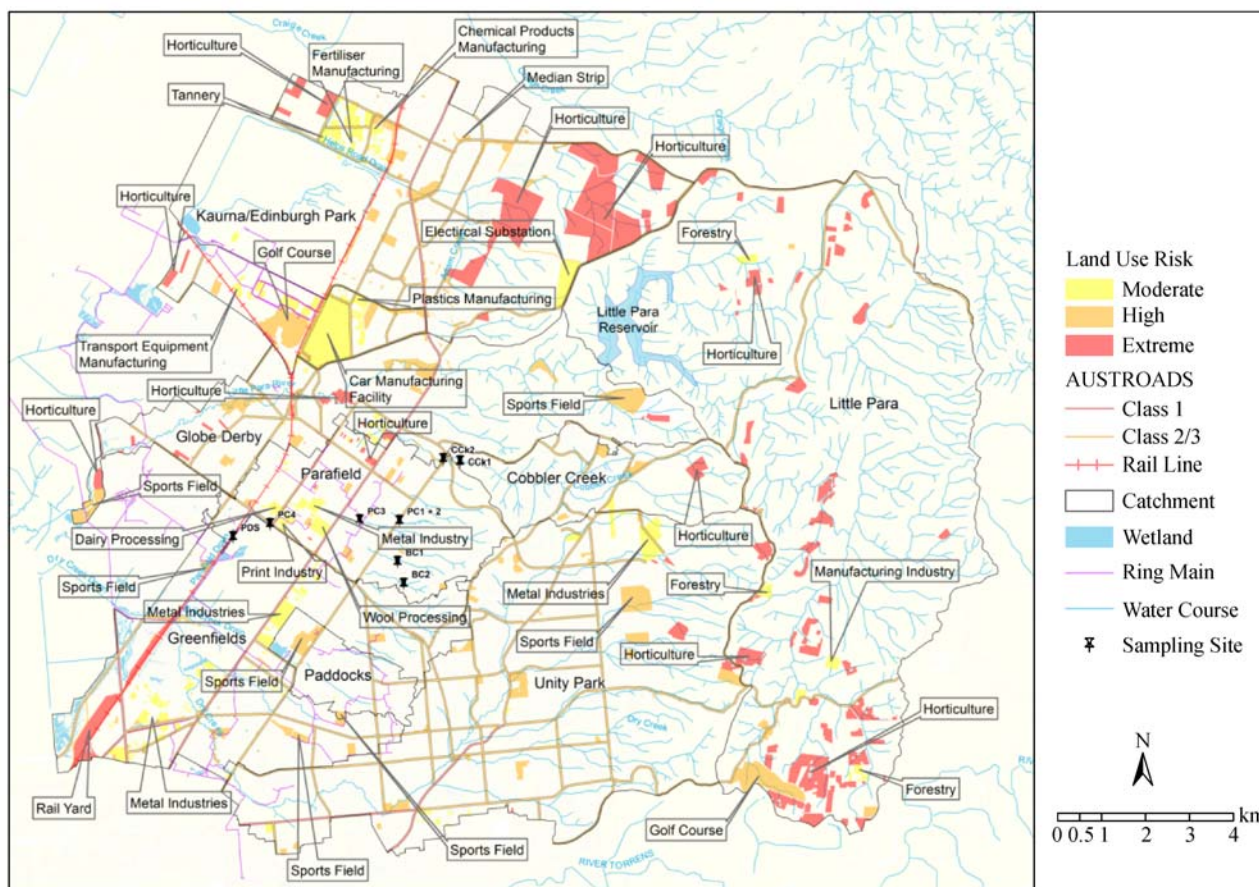 Horticulture
Fertiliser
Manufacturing
Chemical Products
Manufacturing
Tannery
Median Strip
Horticulture
Horticulture
Horticulture
Kaurna/Edinburgh Park
Golf Course
Electircal Substation
Forestry
Plastics Manufacturing
Little Para
Reservoir
Transport Equipment
Manufacturing
Horticulture
Horticulture
Car Manufacturing
Facility
Sports Field
Little Para
Horticulture
Horticulture
Globe Derby
CCk2
CCk1
Parafield
Cobbler Creek
Sports Field
PC4
PC3
PC1 + 2
Horticulture
PDS
Dairy Processing
Metal Industry
BC1
Print Industry
Manufacturing Industry
Sports Field
BC2
Forestry
Metal Industries
Metal Industries
Wool Processing
Greenfields
Sports Field
Horticulture
Sports Field
Paddocks
Unity Park
Horticulture
Dry Creek
Rail Yard
Metal Industries
Forestry
Golf Course
Sports Field
Sports Field
RIVER TORRENS
Land Use Risk
Moderate
High
Extreme
AUSTROADS
Class 1
Class 2/3
Rail Line
Catchment
Wetland
Ring Main
Water Course
Sampling Site
N
km
0 0.5 1 2 3 4